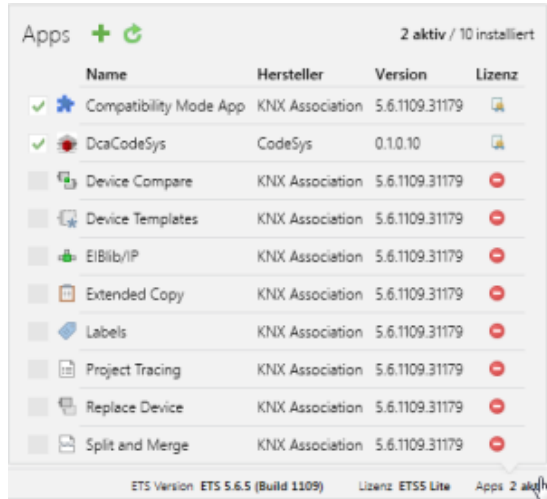 Apps 2 aktiv / 10 installiert
Name Hersteller Version Lizenz
Compatibility Mode App KNX Association 5.6.1109.31179
DcaCodeSys CodeSys 0.1.0.10
Device Compare KNX Association 5.6.1109.31179
Device Templates KNX Association 5.6.1109.31179
EIBlib/IP KNX Association 5.6.1109.31179
Extended Copy KNX Association 5.6.1109.31179
Labels KNX Association 5.6.1109.31179
Project Tracing KNX Association 5.6.1109.31179
Replace Device KNX Association 5.6.1109.31179
Split and Merge KNX Association 5.6.1109.31179
ETS Version ETS 5.6.5 (Build 1109) Lizenz ETS5 Lite Apps 2